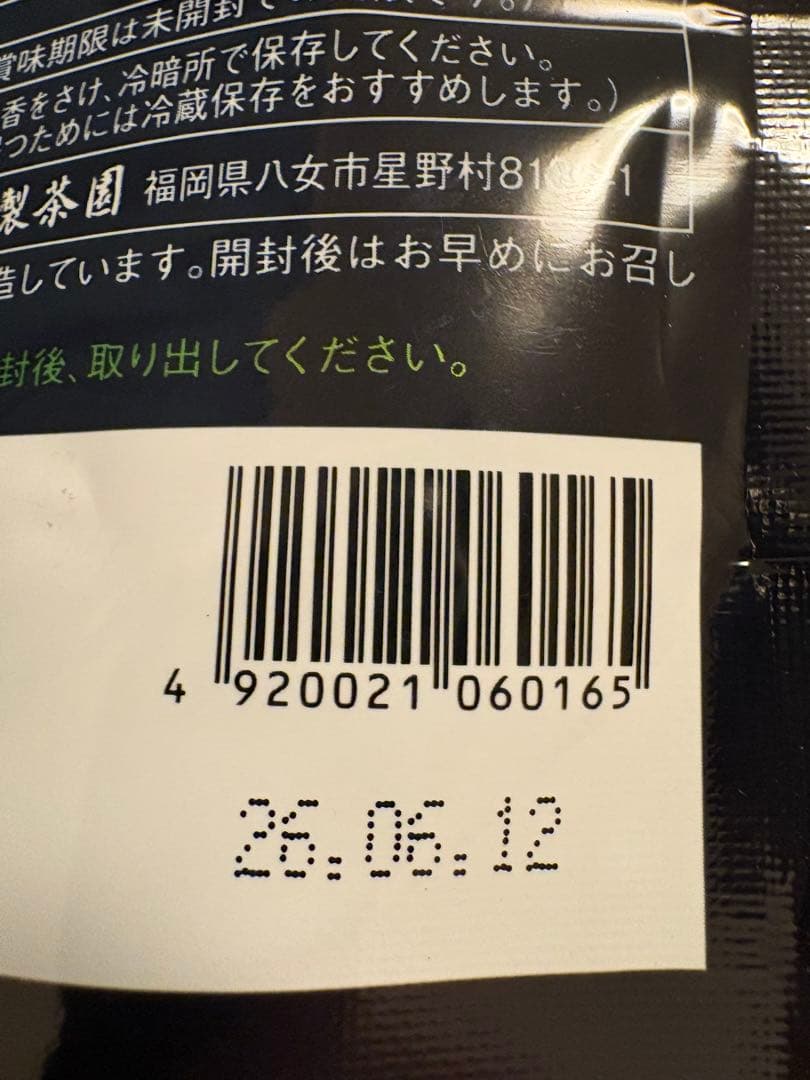 賞味期限は未開封で
香をさけ、冷暗所で保存してください。
つためには冷蔵保存をおすすめします。)
製茶園 福岡県八女市星野村81
造しています。開封後はお早めにお召し
封後、取り出してください。
4 920021 060165
26.06.12